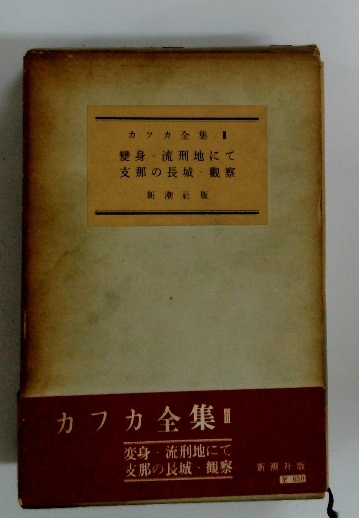 カフカ全集 Ⅲ
變身・流刑地にて
支那の長城・觀察
新潮社版
カフカ全集 Ⅲ
変身・流刑地にて
支那の長城・観察
新潮社版
¥ 650